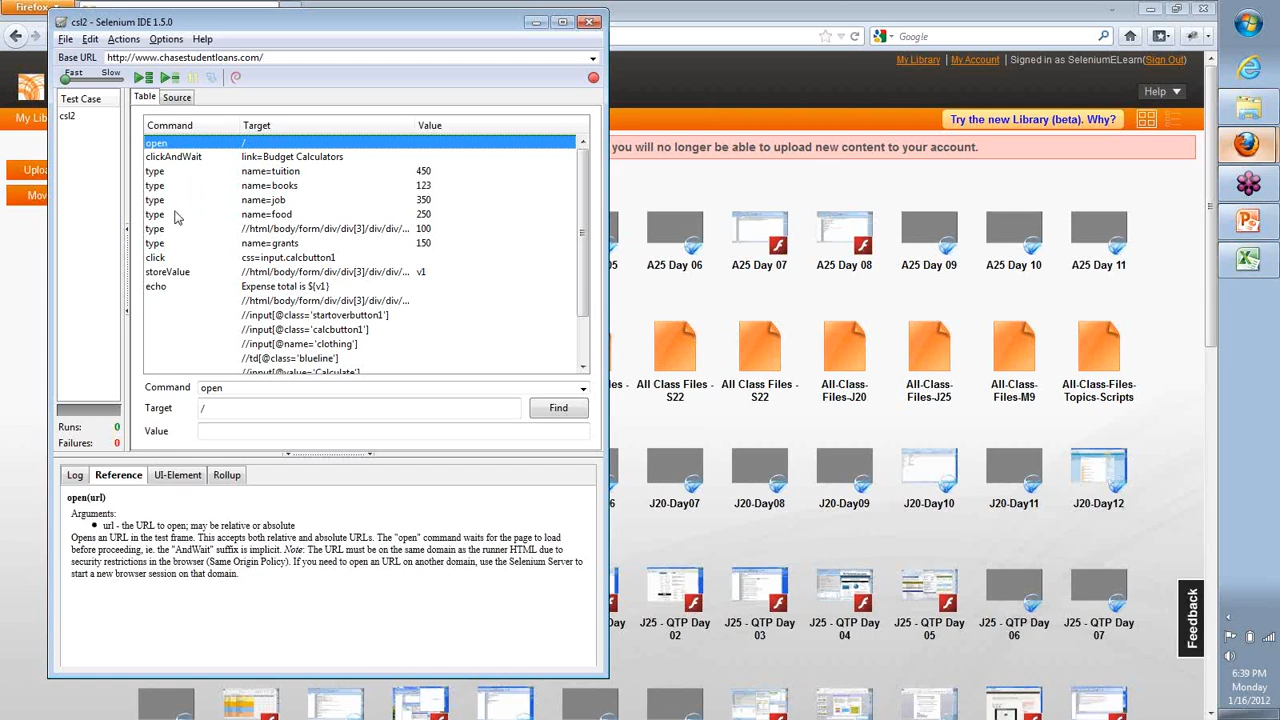 Firefox
csl2 - Selenium IDE 1.5.0
File Edit Actions Options Help
Base URL http://www.chasestudentloans.com/
Fast Slow
Test Case
csl2
Table Source
Command Target Value
open /
clickAndWait link=Budget Calculators
type name=tuition 450
type name=books 123
type name=job 350
type name=food 250
type //html/body/form/div/div[3]/div/div/... 100
type name=grants 150
click css=input.calcbutton1
storeValue //html/body/form/div/div[3]/div/div/... v1
echo Expense total is ${v1}
//html/body/form/div/div[3]/div/div/...
//input[@class='startoverbutton1']
//input[@class='calcbutton1']
//input[@name='clothing']
//td[@class='blueline']
//input[@value='Calculate']
Command open
Target /
Find
Value
Runs: 0
Failures: 0
Log Reference UI-Element Rollup
open(url)
Arguments:
url - the URL to open; may be relative or absolute
Opens an URL in the test frame. This accepts both relative and absolute URLs. The "open" command waits for the page to load
before proceeding, ie. the "AndWait" suffix is implicit. Note: The URL must be on the same domain as the runner HTML due to
security restrictions in the browser (Same Origin Policy). If you need to open an URL on another domain, use the Selenium Server to
start a new browser session on that domain.
Google
My Library | My Account | Signed in as SeleniumELearn(Sign Out)
Help
My Li
Try the new Library (beta). Why?
you will no longer be able to upload new content to your account.
Uploa
Mov
05 A25 Day 06 A25 Day 07 A25 Day 08 A25 Day 09 A25 Day 10 A25 Day 11
All Class Files - S22
All Class Files - S22
All-Class-Files-J20
All-Class-Files-J25
All-Class-Files-M9
All-Class-Files-Topics-Scripts
J20-Day07 J20-Day08 J20-Day09 J20-Day10 J20-Day11 J20-Day12
J25 - QTP Day 02
J25 - QTP Day 03
J25 - QTP Day 04
J25 - QTP Day 05
J25 - QTP Day 06
J25 - QTP Day 07
Feedback
6:39 PM
Monday
1/16/2012